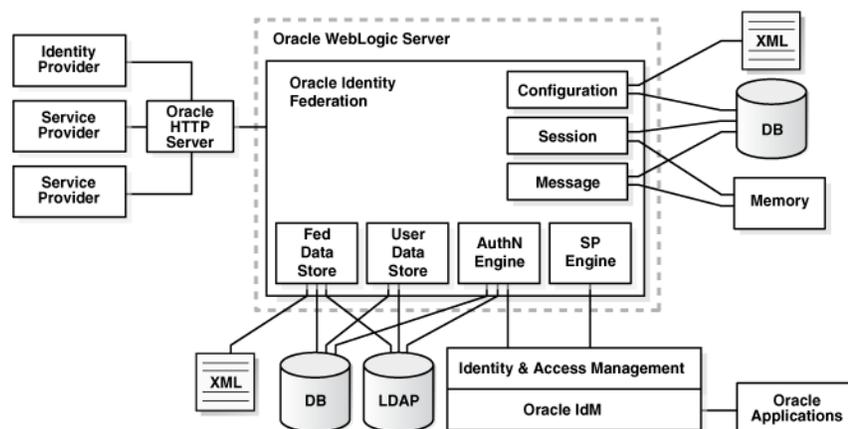 Identity
Provider
Service
Provider
Service
Provider
Oracle
HTTP
Server
Oracle WebLogic Server
Oracle Identity
Federation
Configuration
Session
Message
XML
DB
Memory
Fed
Data
Store
User
Data
Store
AuthN
Engine
SP
Engine
XML
DB
LDAP
Identity & Access Management
Oracle IdM
Oracle
Applications